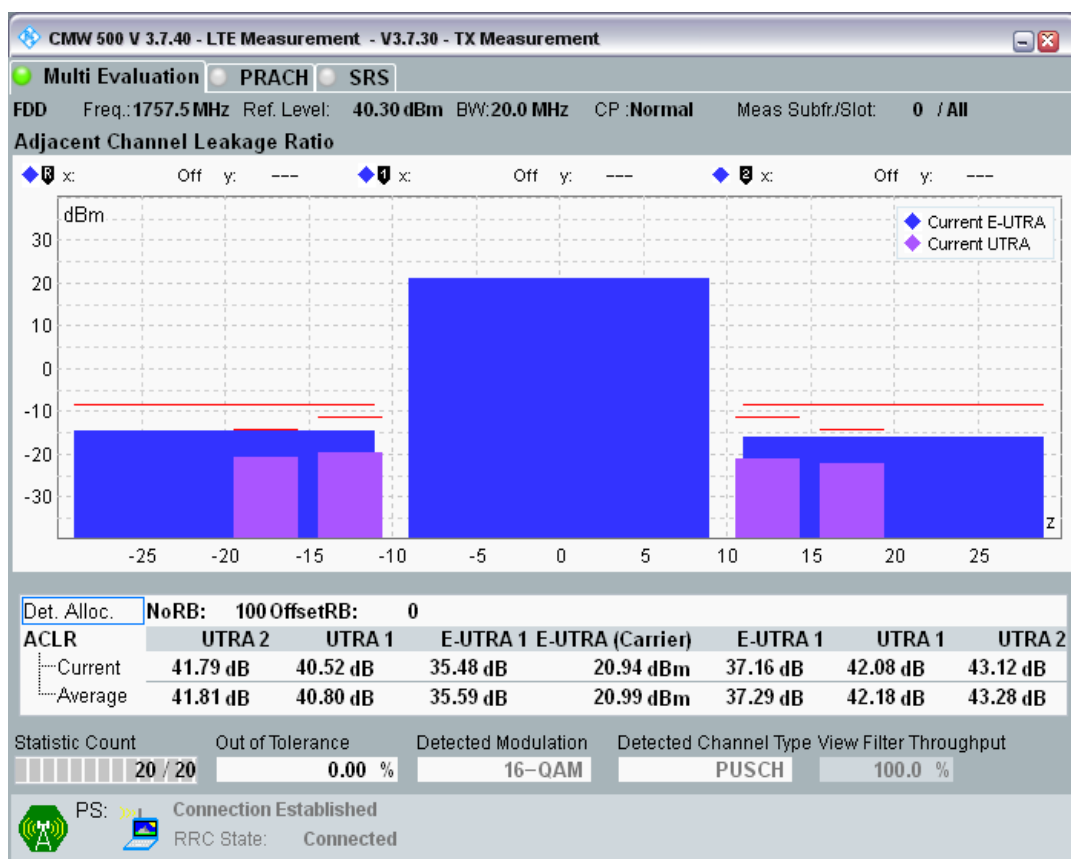 CMW 500 V 3.7.40 - LTE Measurement - V3.7.30 - TX Measurement
Multi Evaluation PRACH SRS
FDD Freq.: 1757.5 MHz Ref. Level: 40.30 dBm BW: 20.0 MHz CP : Normal Meas Subfr./Slot: 0 / All
Adjacent Channel Leakage Ratio
R x: Off y: --- 1 x: Off y: --- 2 x: Off y: ---
dBm
Current E-UTRA
Current UTRA
30
20
10
0
-10
-20
-30
z
-25 -20 -15 -10 -5 0 5 10 15 20 25
Det. Alloc. NoRB: 100 OffsetRB: 0
ACLR UTRA 2 UTRA 1 E-UTRA 1 E-UTRA (Carrier) E-UTRA 1 UTRA 1 UTRA 2
Current 41.79 dB 40.52 dB 35.48 dB 20.94 dBm 37.16 dB 42.08 dB 43.12 dB
Average 41.81 dB 40.80 dB 35.59 dB 20.99 dBm 37.29 dB 42.18 dB 43.28 dB
Statistic Count Out of Tolerance Detected Modulation Detected Channel Type View Filter Throughput
20 / 20 0.00 % 16-QAM PUSCH 100.0 %
PS: Connection Established
RRC State: Connected